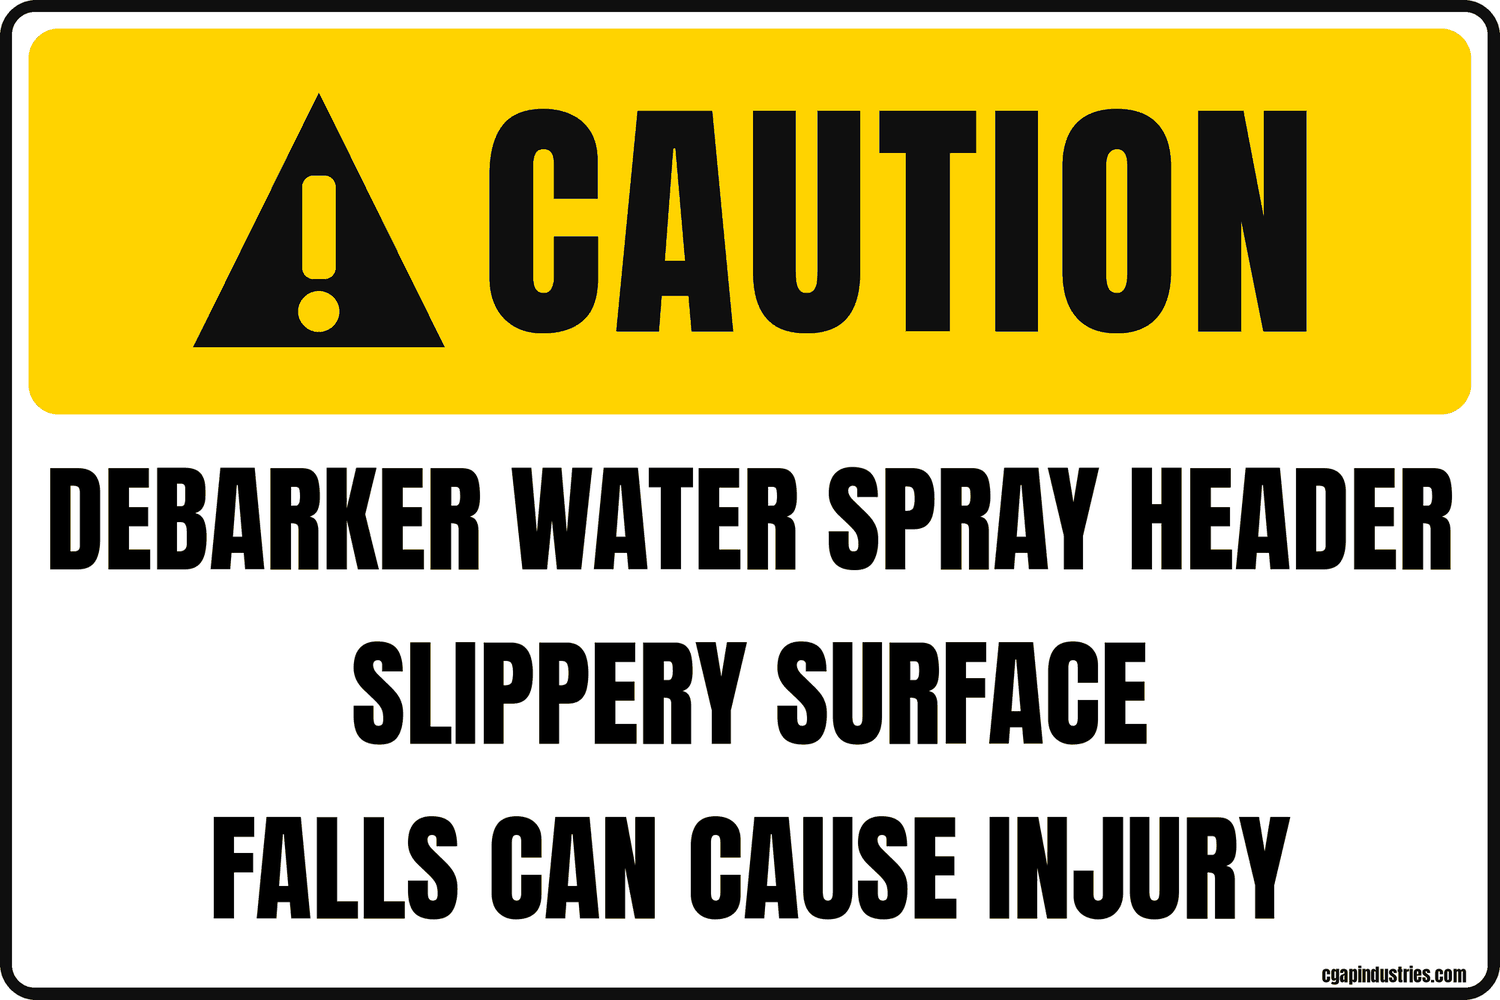 CAUTION
DEBARKER WATER SPRAY HEADER
SLIPPERY SURFACE
FALLS CAN CAUSE INJURY
cgapindustries.com